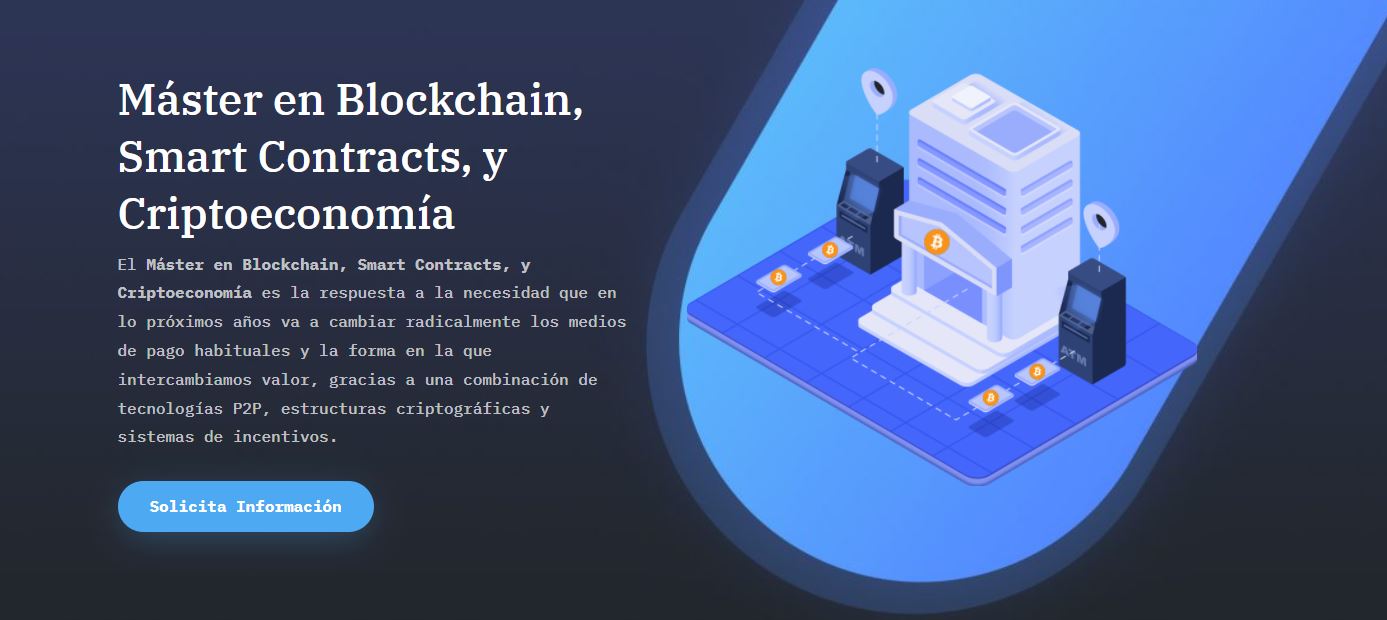 Máster en Blockchain,
Smart Contracts, y
Criptoeconomía
El Máster en Blockchain, Smart Contracts, y
Criptoeconomía es la respuesta a la necesidad que en
lo próximos años va a cambiar radicalmente los medios
de pago habituales y la forma en la que
intercambiamos valor, gracias a una combinación de
tecnologías P2P, estructuras criptográficas y
sistemas de incentivos.
Solicita Información
ATM
ATM